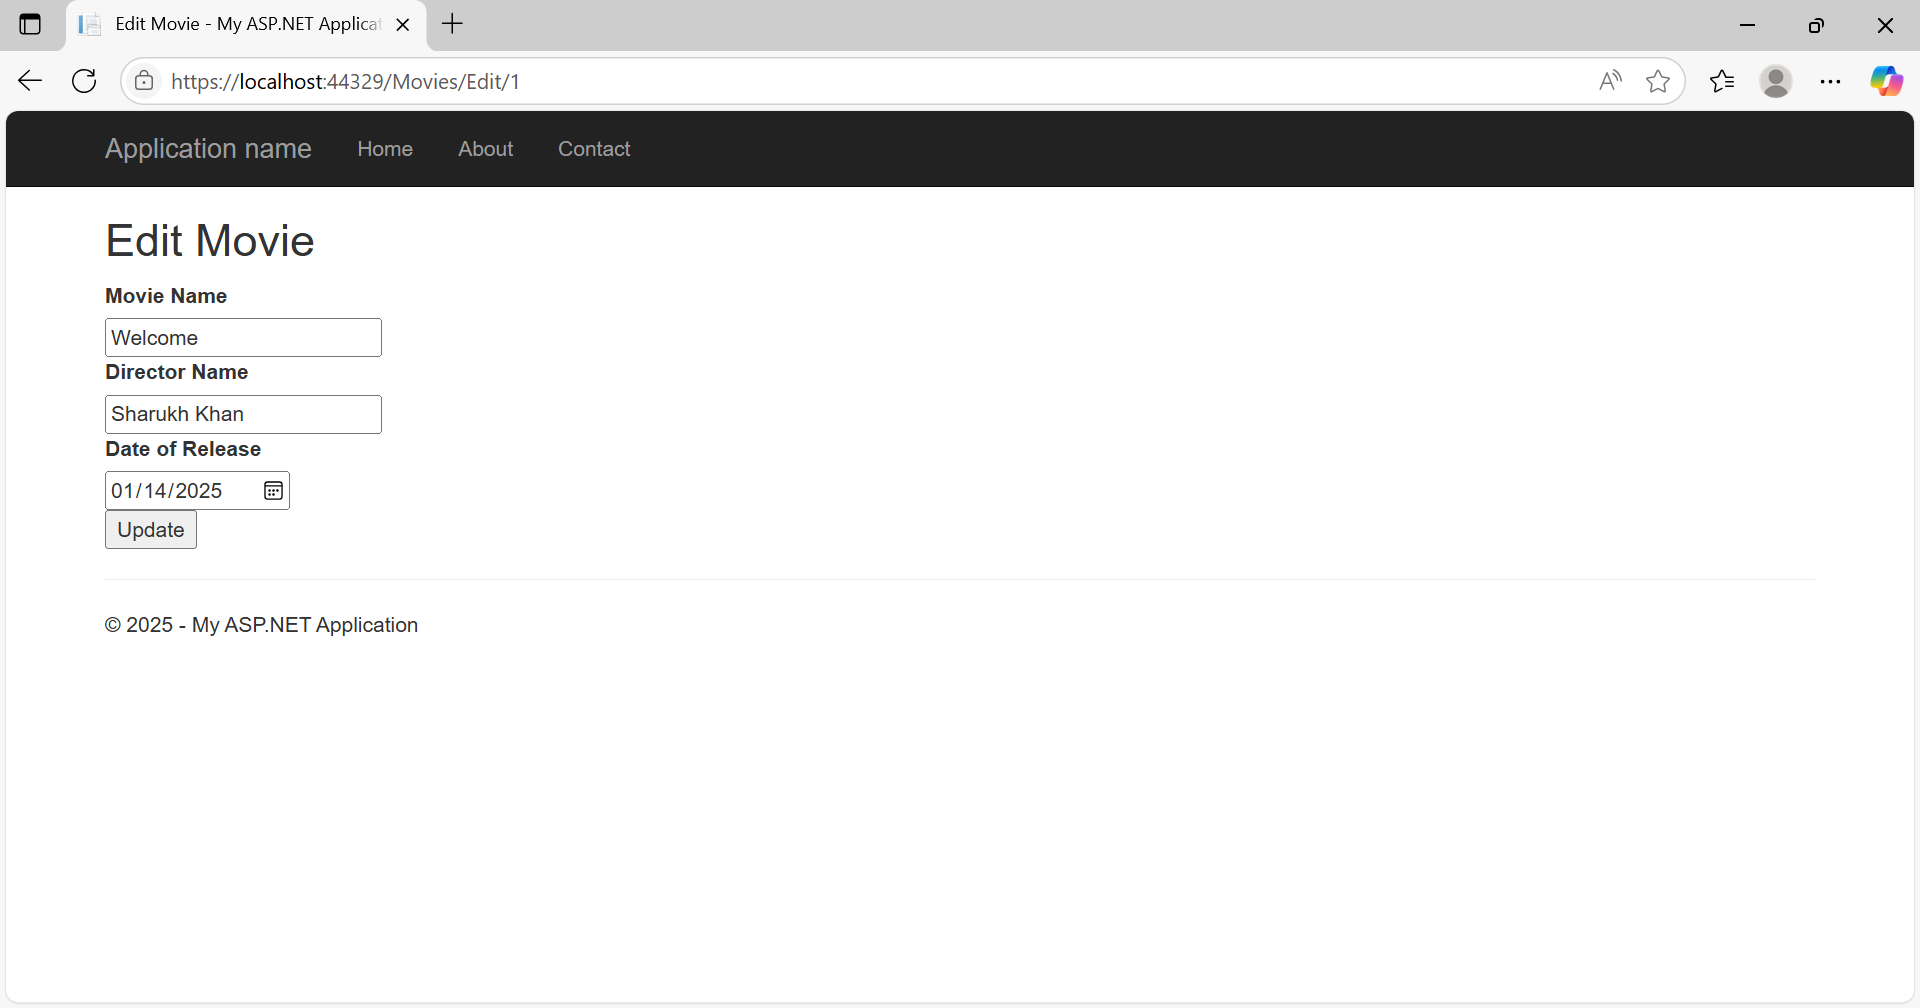 Edit Movie - My ASP.NET Applicat
https://localhost:44329/Movies/Edit/1
Application name Home About Contact
Edit Movie
Movie Name
Welcome
Director Name
Sharukh Khan
Date of Release
01/14/2025
Update
© 2025 - My ASP.NET Application